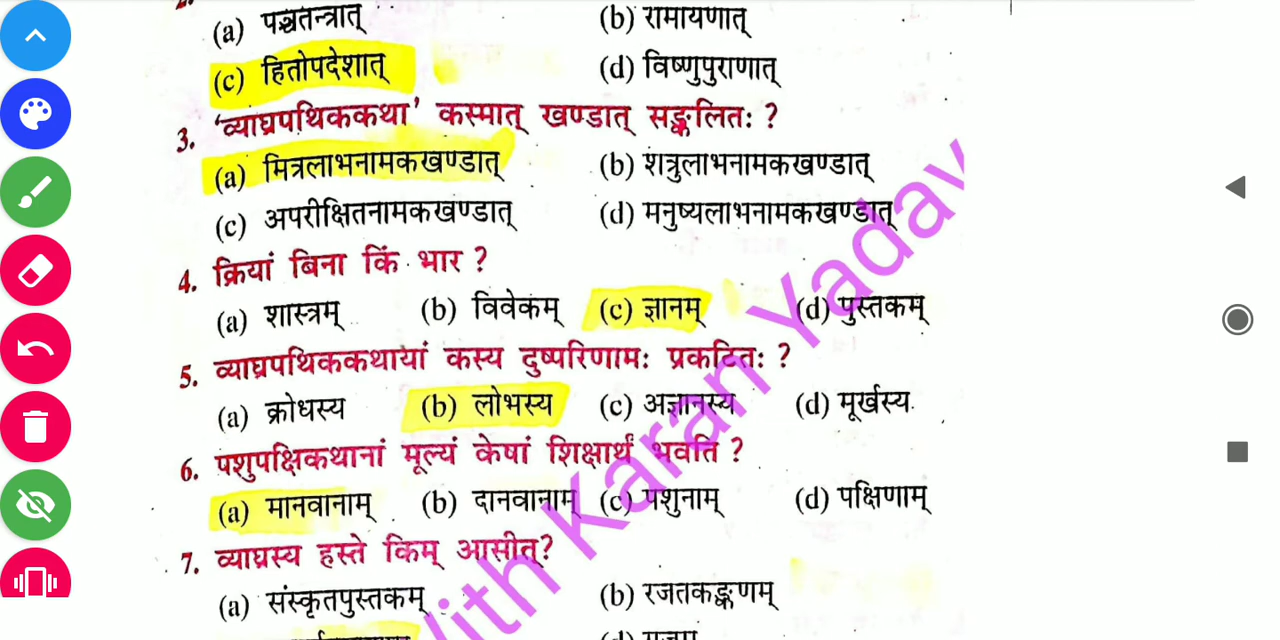 (a) पञ्चतन्त्रात् (b) रामायणात्
(c) हितोपदेशात् (d) विष्णुपुराणात्
3. 'व्याघ्रपथिककथा' कस्मात् खण्डात् सङ्कलितः ?
(a) मित्रलाभनामकखण्डात् (b) शत्रुलाभनामकखण्डात्
(c) अपरीक्षितनामकखण्डात् (d) मनुष्यलाभनामकखण्डात्
4. क्रियां बिना किं भार ?
(a) शास्त्रम् (b) विवेकम् (c) ज्ञानम् (d) पुस्तकम्
5. व्याघ्रपथिककथायां कस्य दुष्परिणामः प्रकटितः ?
(a) क्रोधस्य (b) लोभस्य (c) अज्ञानस्य (d) मूर्खस्य
6. पशुपक्षिकथानां मूल्यं केषां शिक्षार्थं भवति ?
(a) मानवानाम् (b) दानवानाम् (c) पशुनाम् (d) पक्षिणाम्
7. व्याघ्रस्य हस्ते किम् आसीत्?
(a) संस्कृतपुस्तकम् (b) रजतकङ्कणम्
With Karan Yadav